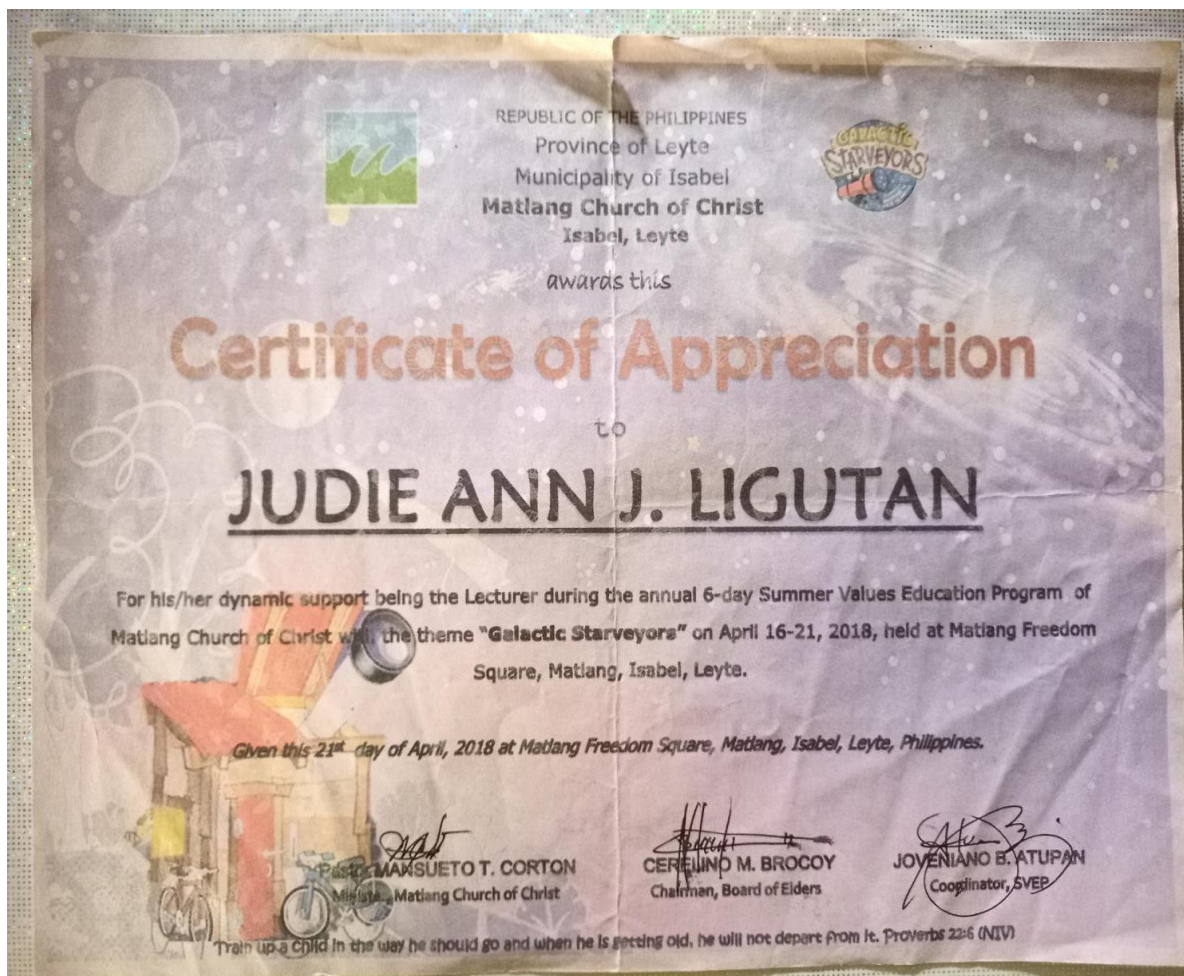 REPUBLIC OF THE PHILIPPINES
Province of Leyte
Municipality of Isabel
Matlang Church of Christ
Isabel, Leyte
GALACTIC
STARVEYORS
awards this
Certificate of Appreciation
to
JUDIE ANN J. LIGUTAN
For his/her dynamic support being the Lecturer during the annual 6-day Summer Values Education Program of
Matlang Church of Christ with the theme "Galactic Starveyors" on April 16-21, 2018, held at Matlang Freedom
Square, Matlang, Isabel, Leyte.
Given this 21st day of April, 2018 at Matlang Freedom Square, Matlang, Isabel, Leyte, Philippines.
Pastor MANSUETO T. CORTON
Minister, Matlang Church of Christ
CERELINO M. BROCOY
Chairman, Board of Elders
JOVENIANO B. ATUPAN
Coordinator, SVEP
"Train up a child in the way he should go and when he is getting old, he will not depart from it. Proverbs 22:6 (NIV)